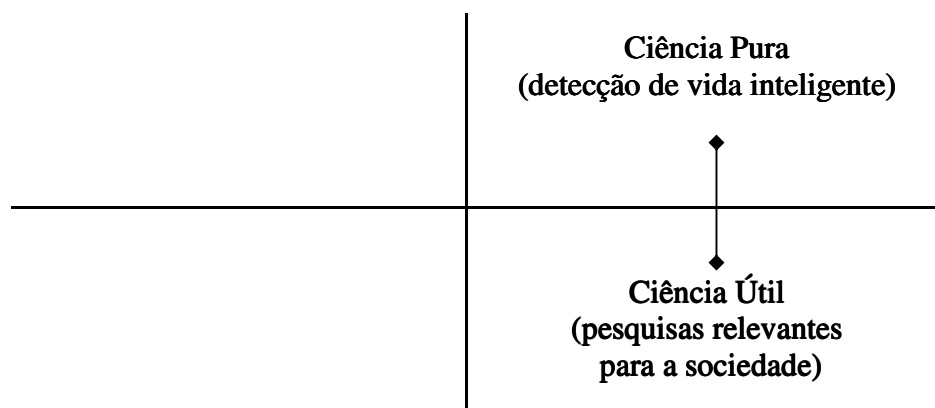 Ciência Pura
(detecção de vida inteligente)
Ciência Útil
(pesquisas relevantes
para a sociedade)